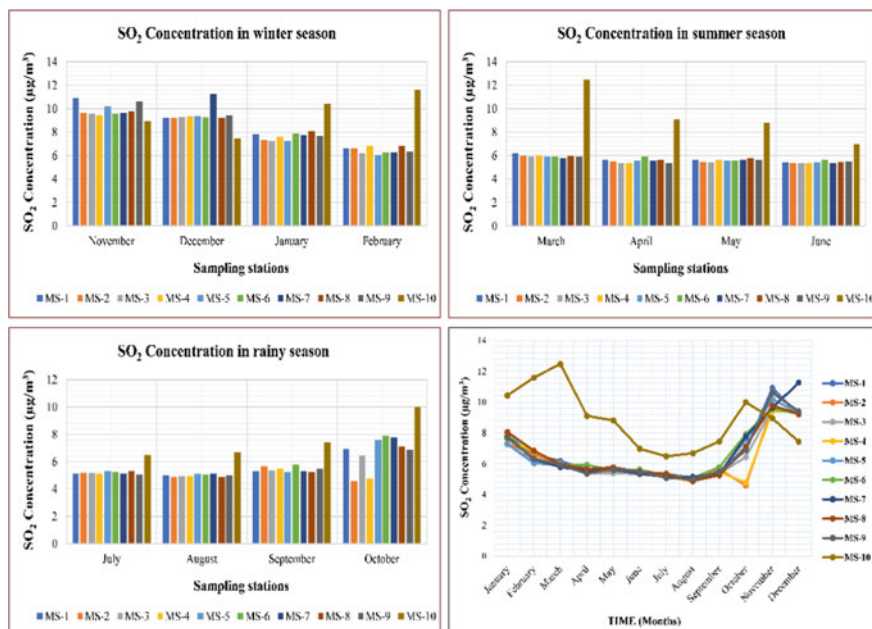 SO₂ Concentration in winter season
SO₂ Concentration (µg/m³)
14
12
10
8
6
4
2
0
November December January February
Sampling stations
MS-1 MS-2 MS-3 MS-4 MS-5 MS-6 MS-7 MS-8 MS-9 MS-10
SO₂ Concentration in summer season
SO₂ Concentration (µg/m³)
14
12
10
8
6
4
2
0
March April May June
Sampling stations
MS-1 MS-2 MS-3 MS-4 MS-5 MS-6 MS-7 MS-8 MS-9 MS-10
SO₂ Concentration in rainy season
SO₂ Concentration (µg/m³)
12
10
8
6
4
2
0
July August September October
Sampling stations
MS-1 MS-2 MS-3 MS-4 MS-5 MS-6 MS-7 MS-8 MS-9 MS-10
SO₂ Concentration (µg/m³)
14
12
10
8
6
4
2
0
January February March April May June July August September October November December
TIME (Months)
MS-1
MS-2
MS-3
MS-4
MS-5
MS-6
MS-7
MS-8
MS-9
MS-10